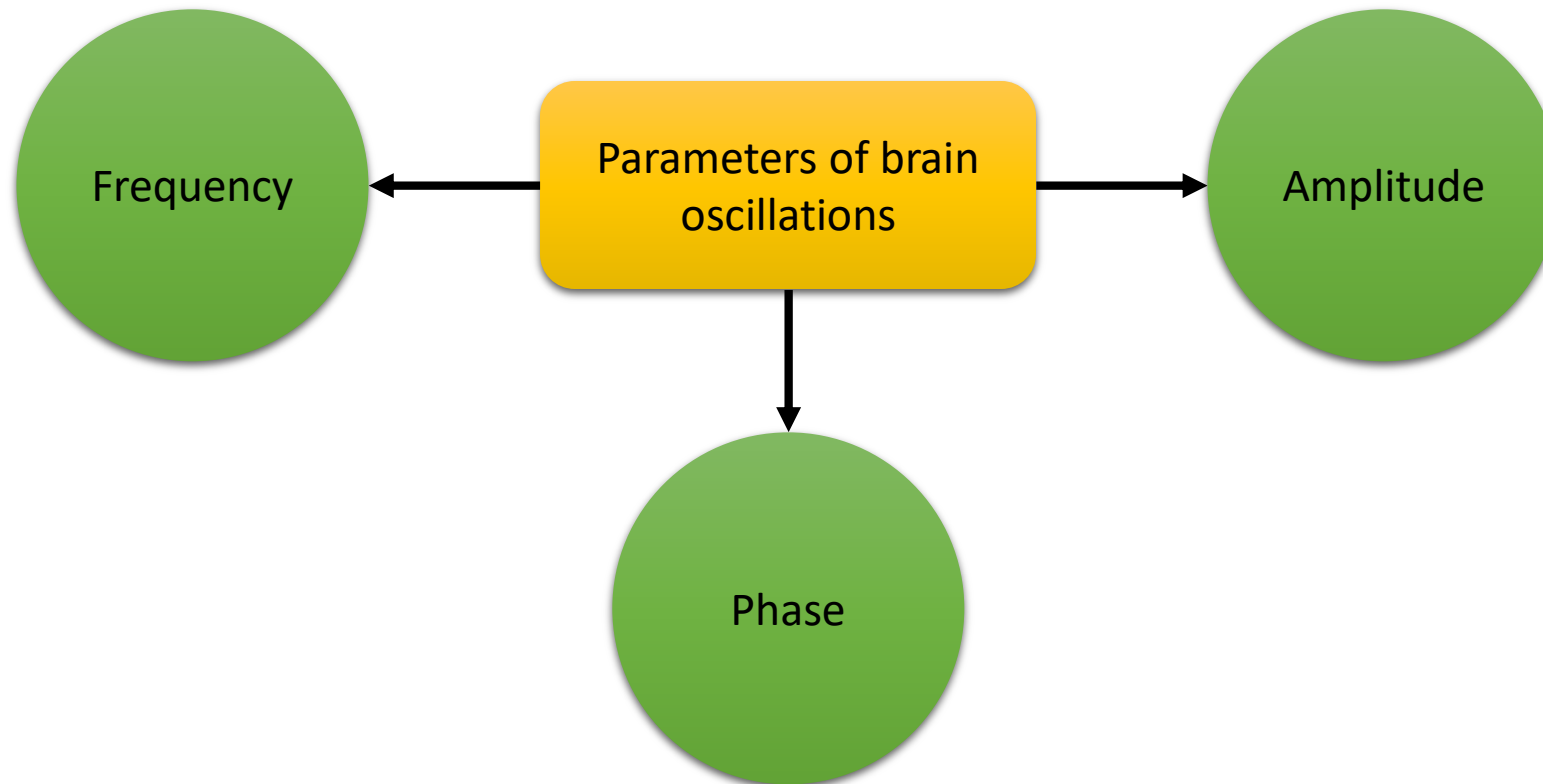 Parameters of brain
oscillations
Frequency
Amplitude
Phase